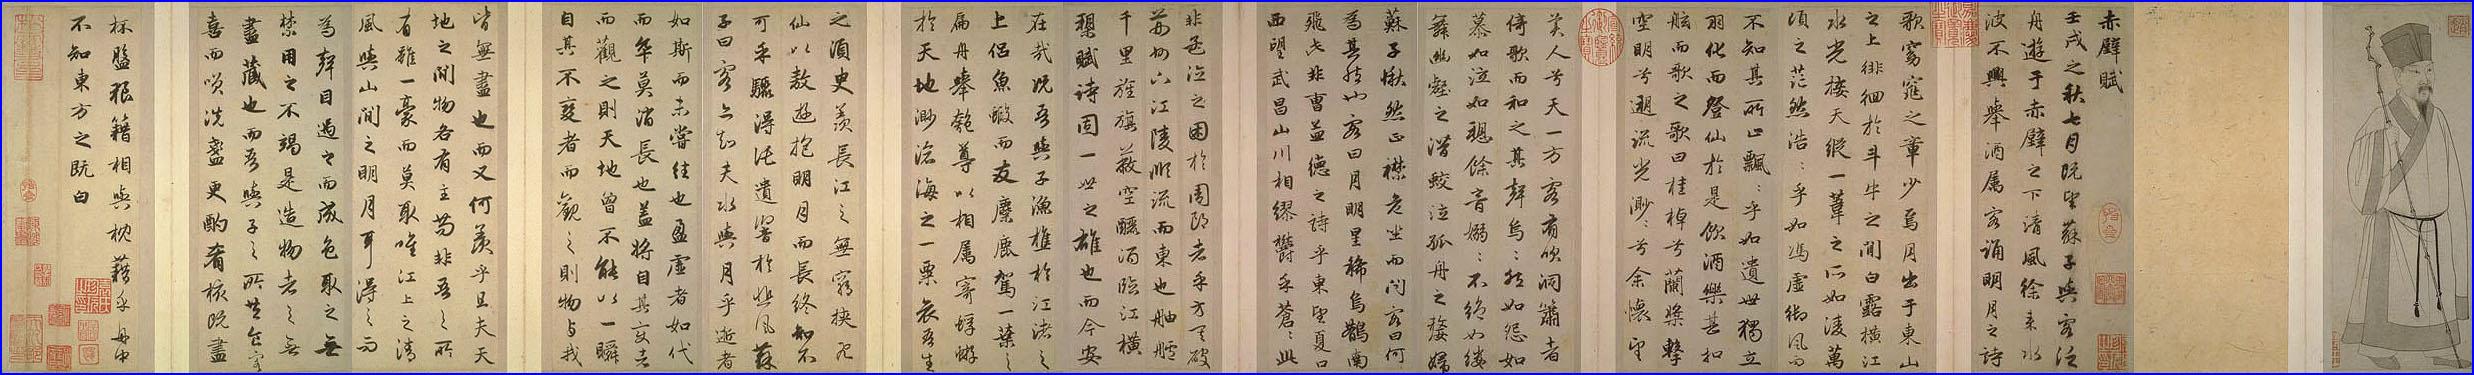 赤壁賦
壬戌之秋七月既望蘇子與客泛
舟遊于赤壁之下清風徐来水
波不興舉酒属客誦明月之詩
歌窈窕之章少焉月出于東山
之上徘徊於斗牛之間白露横江
水光接天縱一葦之所如凌萬
頃之茫然浩:乎如馮虚御風而
不知其所止飄:乎如遺世獨立
羽化而登仙於是飲酒樂甚扣
舷而歌之歌曰桂棹兮蘭槳擊
空明兮遡流光渺:兮余懷望
美人兮天一方客有吹洞簫者
倚歌而和之其聲嗚:然如怨如
慕如泣如愬餘音嫋:不絶如縷
舞幽壑之潜蛟泣孤舟之嫠婦
蘇子愀然正襟危坐而問客曰何
為其然也客曰月明星稀烏鵲南
飛此非曹孟德之詩乎東望夏口
西望武昌山川相繆鬱乎蒼:此
非孟德之困於周郎者乎方其破
荆州下江陵順流而東也舳艫
千里旌旗蔽空釃酒臨江横
槊賦詩固一世之雄也而今安
在哉况吾與子漁樵於江渚之
上侣魚蝦而友麋鹿駕一葉之
扁舟舉匏尊以相属寄蜉蝣
於天地渺滄海之一粟哀吾生
之須臾羡長江之無窮挾飛
仙以敖遊抱明月而長終知不
可乎驟得託遺響於悲風蘇
子曰客亦知夫水與月乎逝者
如斯而未嘗往也盈虚者如代
而卒莫消長也盖將自其變者
而觀之則天地曾不能以一瞬
自其不變者而觀之則物與我
皆無盡也而又何羡乎且夫天
地之間物各有主苟非吾之所
有雖一豪而莫取唯江上之清
風與山間之明月耳得之而
為聲目遇之而成色取之無
禁用之不竭是造物者之無
盡藏也而吾與子之所共食客
喜而笑洗盞更酌肴核既盡
杯盤狼籍相與枕藉乎舟中
不知東方之既白